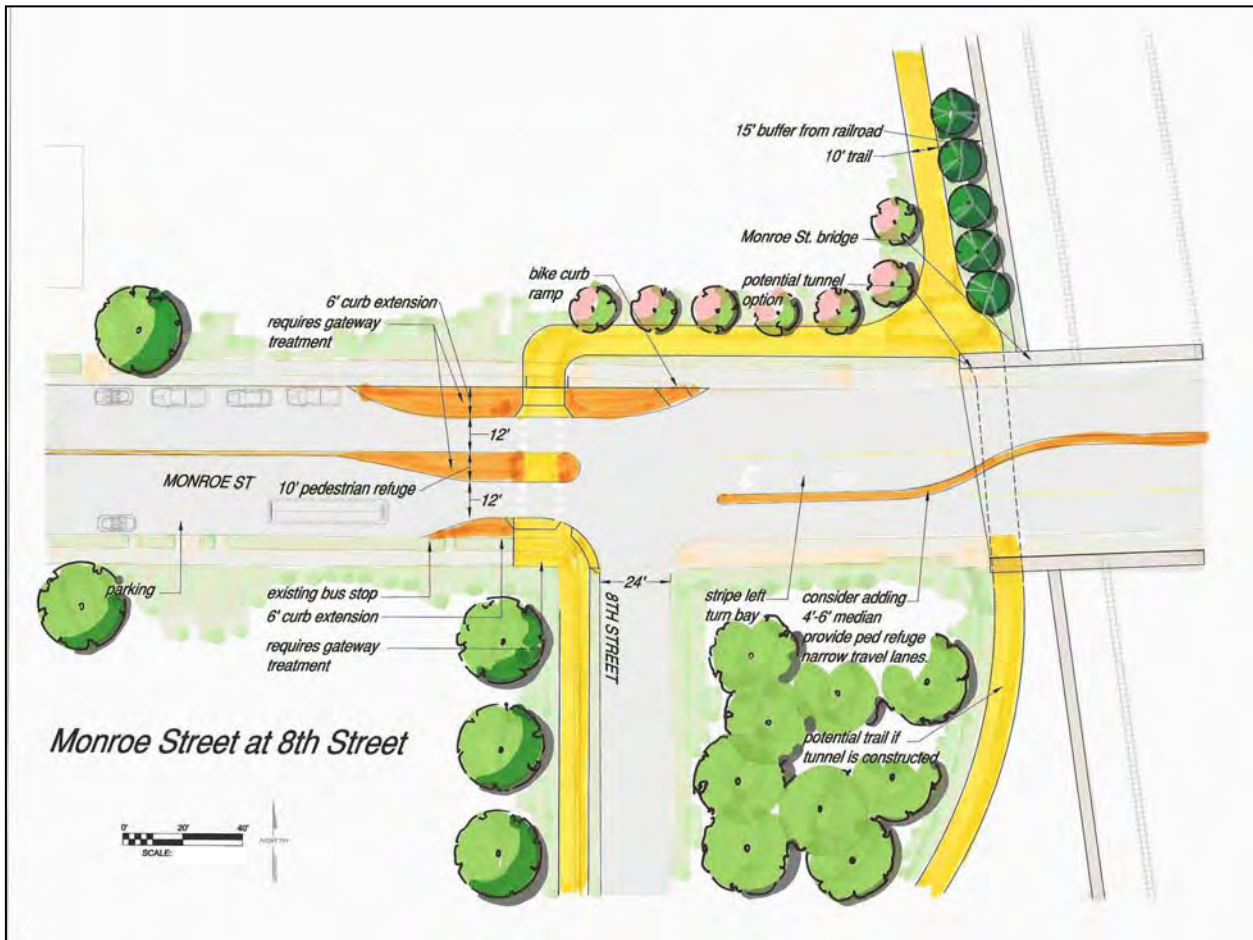 15' buffer from railroad
10' trail
Monroe St. bridge
potential tunnel
option
bike curb
ramp
6' curb extension
requires gateway
treatment
12'
MONROE ST
10' pedestrian refuge
12'
parking
existing bus stop
6' curb extension
requires gateway
treatment
24'
8TH STREET
stripe left
turn bay
consider adding
4'-6' median
provide ped refuge
narrow travel lanes.
potential trail if
tunnel is constructed
Monroe Street at 8th Street
0' 20' 40'
SCALE:
NORTH